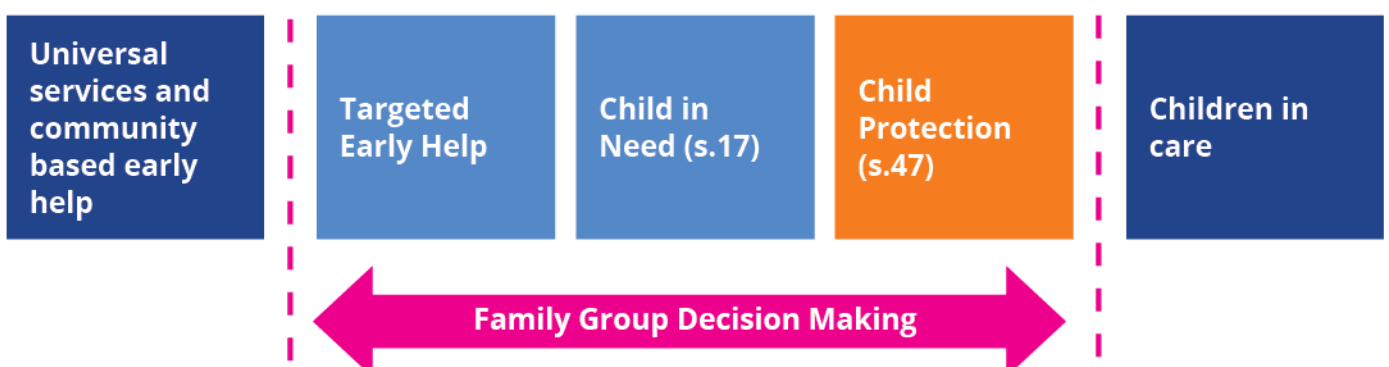 Universal
services and
community
based early
help
Targeted
Early Help
Child in
Need (s.17)
Child
Protection
(s.47)
Children in
care
Family Group Decision Making